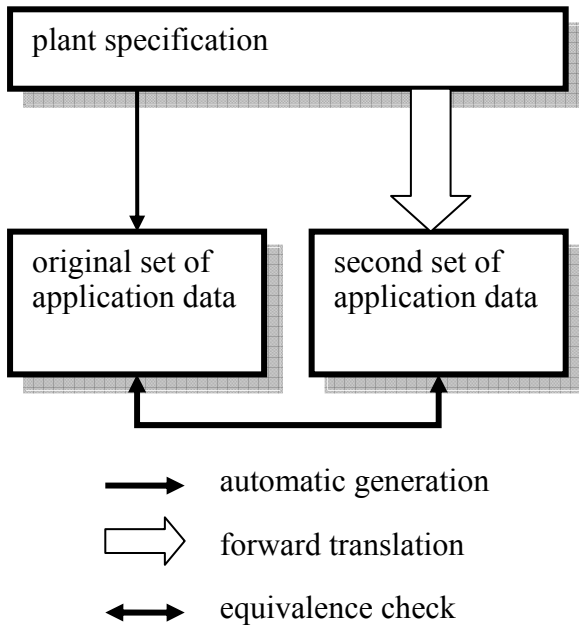 plant specification
original set of
application data
second set of
application data
automatic generation
forward translation
equivalence check